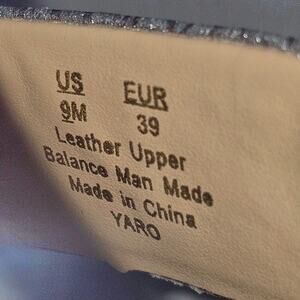 US EUR
9M 39
Leather Upper
Balance Man Made
Made in China
YARO